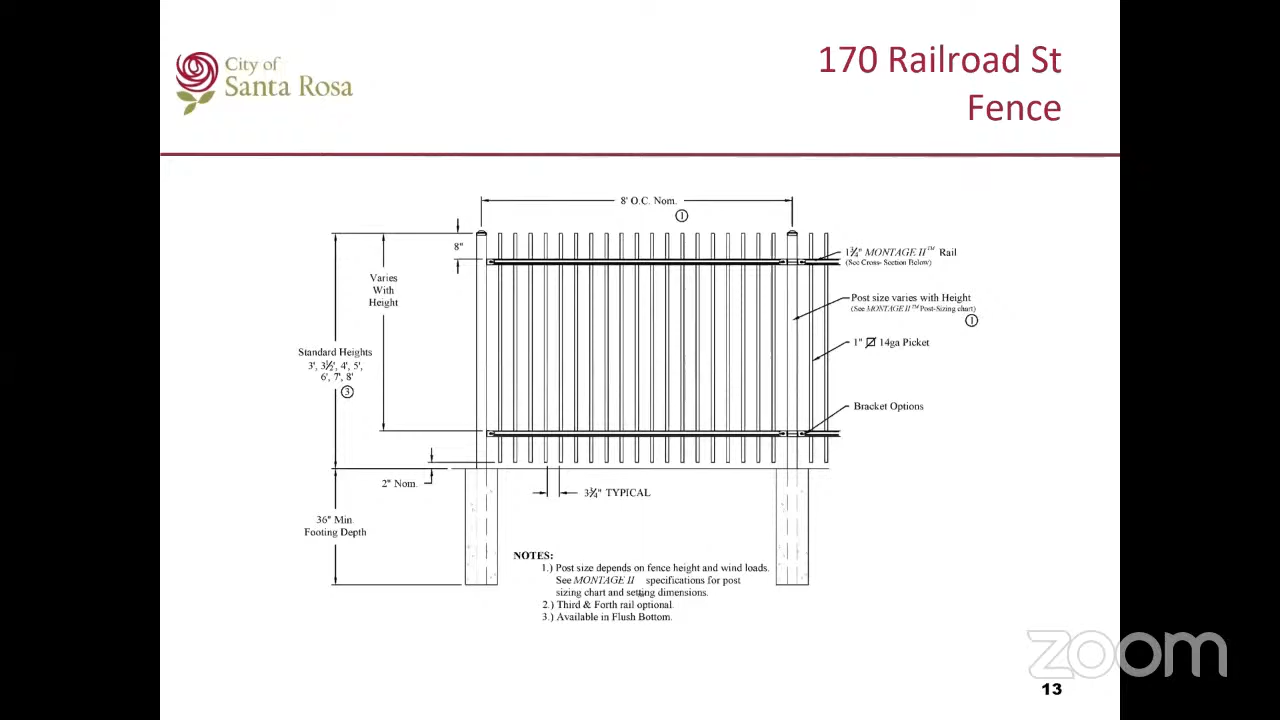 City of
Santa Rosa
170 Railroad St
Fence
8' O.C. Nom.
1
8"
Varies
With
Height
1¾" MONTAGE II™ Rail
(See Cross- Section Below)
Post size varies with Height
(See MONTAGE II™ Post-Sizing chart)
1
1" 14ga Picket
Standard Heights
3', 3½', 4', 5',
6', 7', 8'
3
Bracket Options
2" Nom.
3¾" TYPICAL
36" Min.
Footing Depth
NOTES:
1.) Post size depends on fence height and wind loads.
See MONTAGE II specifications for post
sizing chart and setting dimensions.
2.) Third & Forth rail optional.
3.) Available in Flush Bottom.
zoom
13